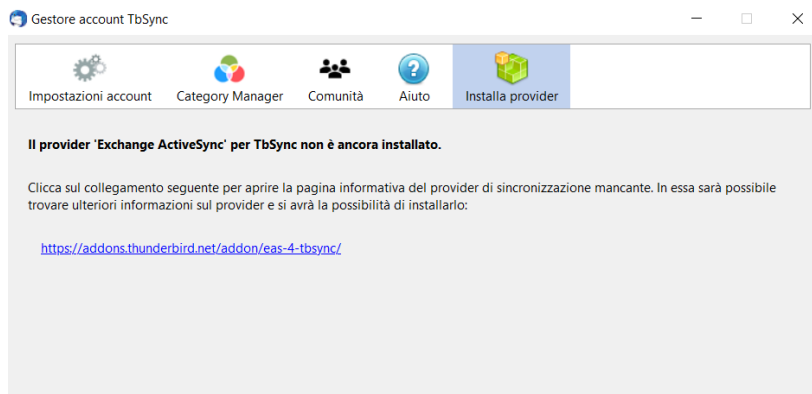 Gestore account TbSync
Impostazioni account
Category Manager
Comunità
Aiuto
Installa provider
Il provider 'Exchange ActiveSync' per TbSync non è ancora installato.
Clicca sul collegamento seguente per aprire la pagina informativa del provider di sincronizzazione mancante. In essa sarà possibile
trovare ulteriori informazioni sul provider e si avrà la possibilità di installarlo:
https://addons.thunderbird.net/addon/eas-4-tbsync/